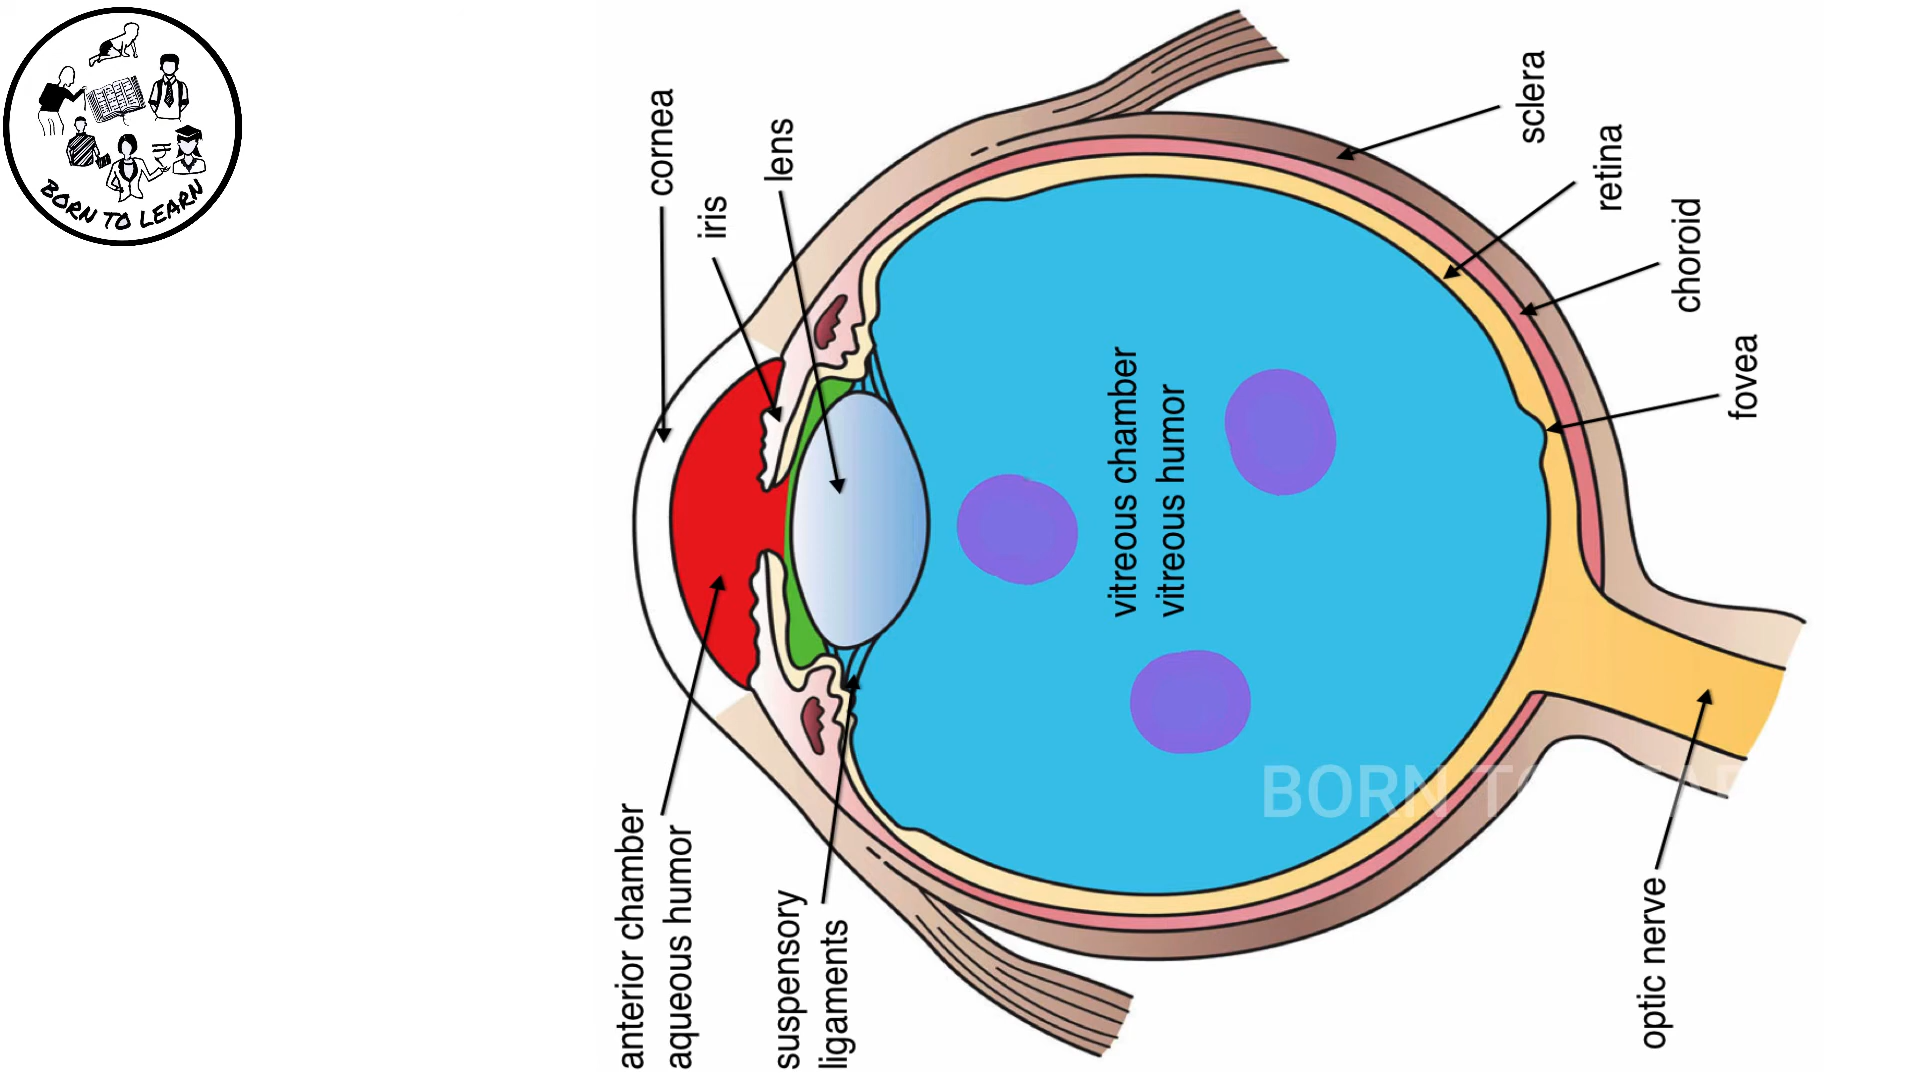 BORN TO LEARN
cornea
iris
lens
sclera
retina
choroid
fovea
vitreous chamber
vitreous humor
anterior chamber
aqueous humor
suspensory
ligaments
optic nerve
BORN TO LEAR